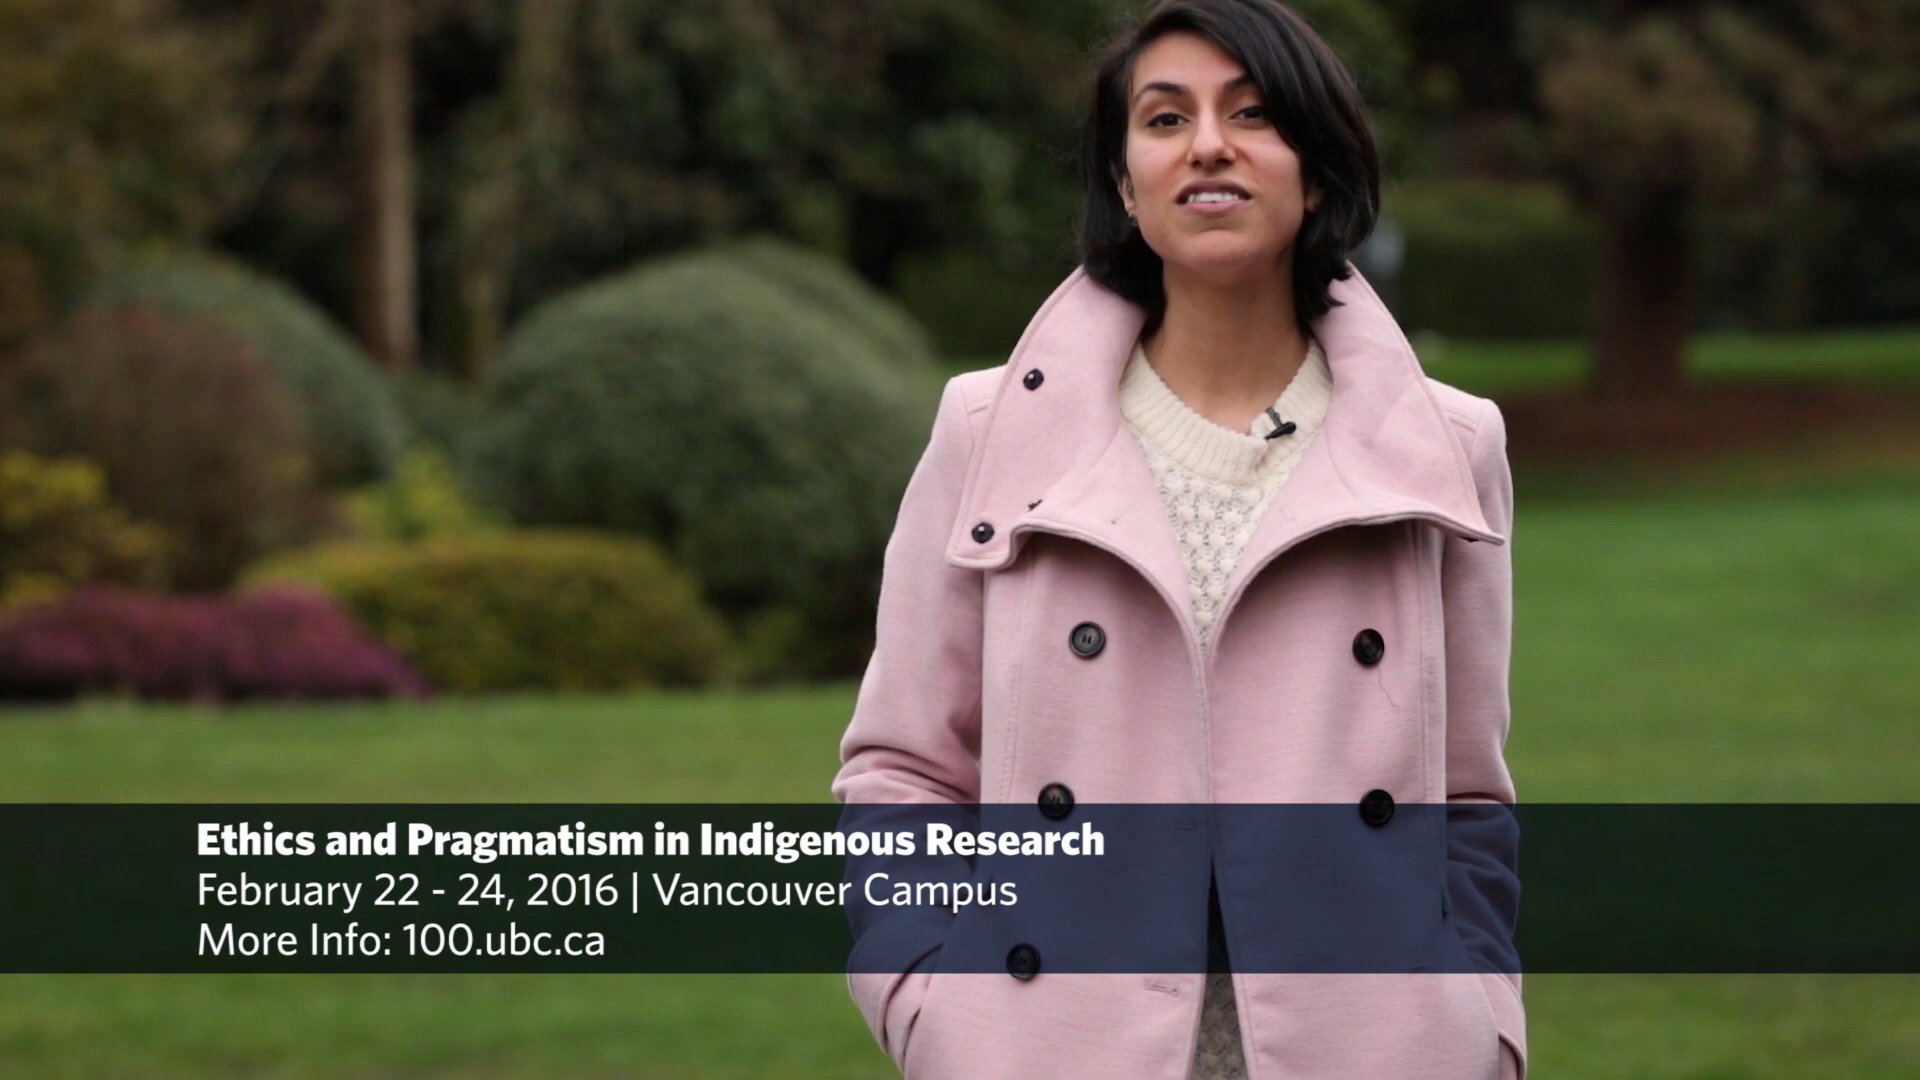 Ethics and Pragmatism in Indigenous Research
February 22 - 24, 2016 | Vancouver Campus
More Info: 100.ubc.ca